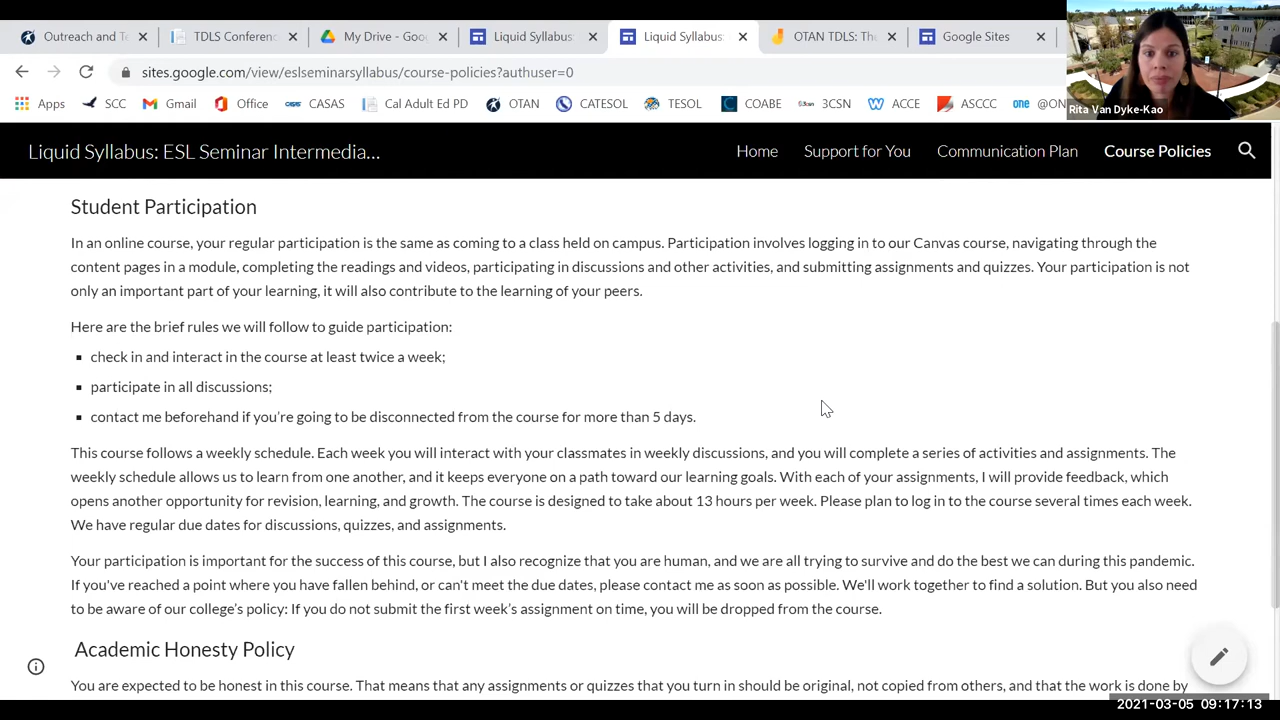 Outreach and Te
TDLS Conferen
My Drive - Goo
Liquid Syllabus:
Liquid Syllabus:
OTAN TDLS: The
Google Sites
sites.google.com/view/eslseminarsyllabus/course-policies?authuser=0
Apps SCC Gmail Office CASAS Cal Adult Ed PD OTAN CATESOL TESOL COABE 3CSN ACCE ASCCC @ON
Rita Van Dyke-Kao
Liquid Syllabus: ESL Seminar Intermedia... Home Support for You Communication Plan Course Policies
Student Participation
In an online course, your regular participation is the same as coming to a class held on campus. Participation involves logging in to our Canvas course, navigating through the
content pages in a module, completing the readings and videos, participating in discussions and other activities, and submitting assignments and quizzes. Your participation is not
only an important part of your learning, it will also contribute to the learning of your peers.
Here are the brief rules we will follow to guide participation:
check in and interact in the course at least twice a week;
participate in all discussions;
contact me beforehand if you're going to be disconnected from the course for more than 5 days.
This course follows a weekly schedule. Each week you will interact with your classmates in weekly discussions, and you will complete a series of activities and assignments. The
weekly schedule allows us to learn from one another, and it keeps everyone on a path toward our learning goals. With each of your assignments, I will provide feedback, which
opens another opportunity for revision, learning, and growth. The course is designed to take about 13 hours per week. Please plan to log in to the course several times each week.
We have regular due dates for discussions, quizzes, and assignments.
Your participation is important for the success of this course, but I also recognize that you are human, and we are all trying to survive and do the best we can during this pandemic.
If you've reached a point where you have fallen behind, or can't meet the due dates, please contact me as soon as possible. We'll work together to find a solution. But you also need
to be aware of our college's policy: If you do not submit the first week's assignment on time, you will be dropped from the course.
Academic Honesty Policy
You are expected to be honest in this course. That means that any assignments or quizzes that you turn in should be original, not copied from others, and that the work is done by
2021-03-05 09:17:13